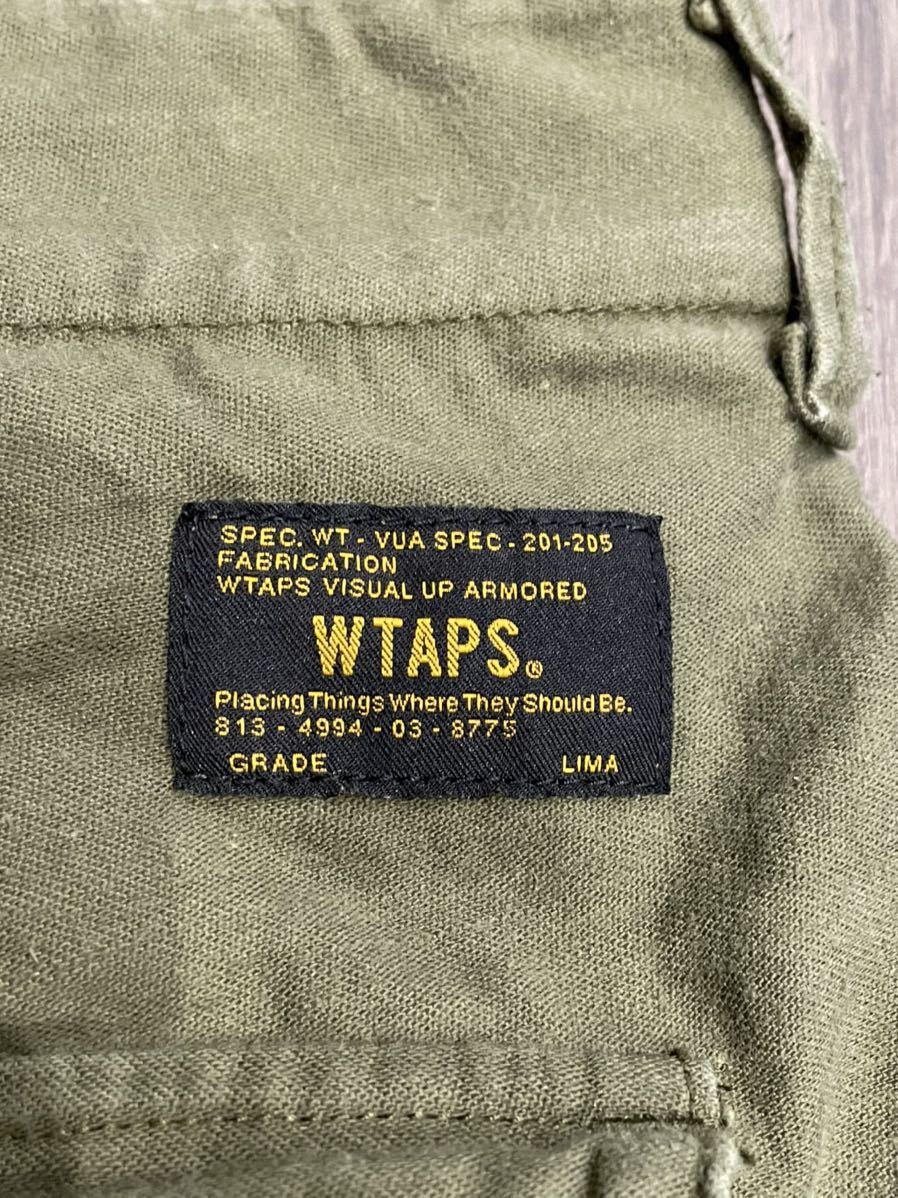 SPEC. WT - VUA SPEC - 201-205
FABRICATION
WTAPS VISUAL UP ARMORED
WTAPS®
Placing Things Where They Should Be.
813 - 4994 - 03 - 8775
GRADE LIMA